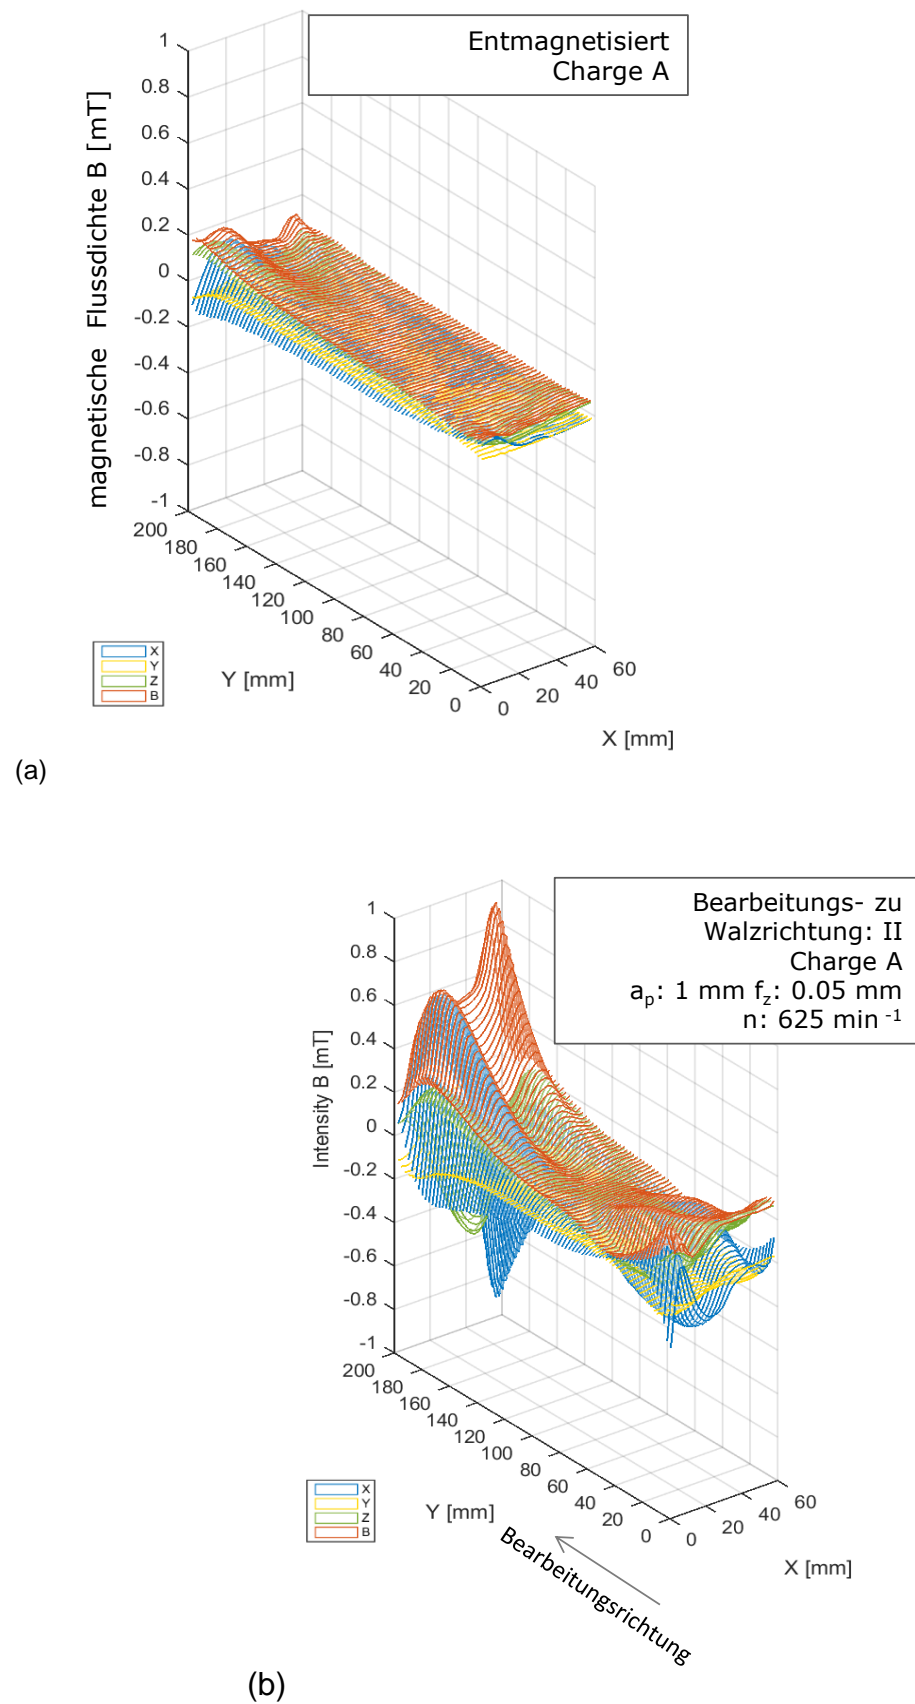 Entmagnetisiert
Charge A
magnetische Flussdichte B [mT]
1
0.8
0.6
0.4
0.2
0
-0.2
-0.4
-0.6
-0.8
-1
200
180
160
140
120
100
80
60
40
20
0
0
20
40
60
Y [mm]
X [mm]
X
Y
Z
B
(a)
Bearbeitungs- zu
Walzrichtung: II
Charge A
ap: 1 mm fz: 0.05 mm
n: 625 min -1
Intensity B [mT]
1
0.8
0.6
0.4
0.2
0
-0.2
-0.4
-0.6
-0.8
-1
200
180
160
140
120
100
80
60
40
20
0
0
20
40
60
Y [mm]
X [mm]
X
Y
Z
B
Bearbeitungsrichtung
(b)